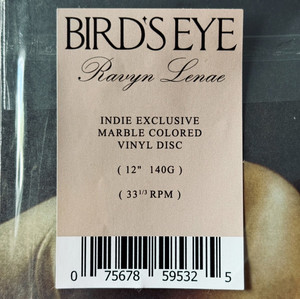 BIRD'S EYE
Ravyn Lenae
INDIE EXCLUSIVE
MARBLE COLORED
VINYL DISC
( 12" 140G )
( 33 1/3 RPM )
0 75678 59532 5